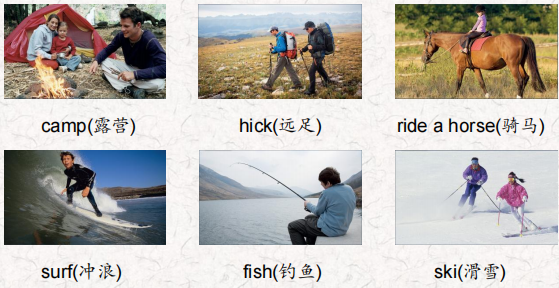 camp(露营)
hick(远足)
ride a horse(骑马)
surf(冲浪)
fish(钓鱼)
ski(滑雪)